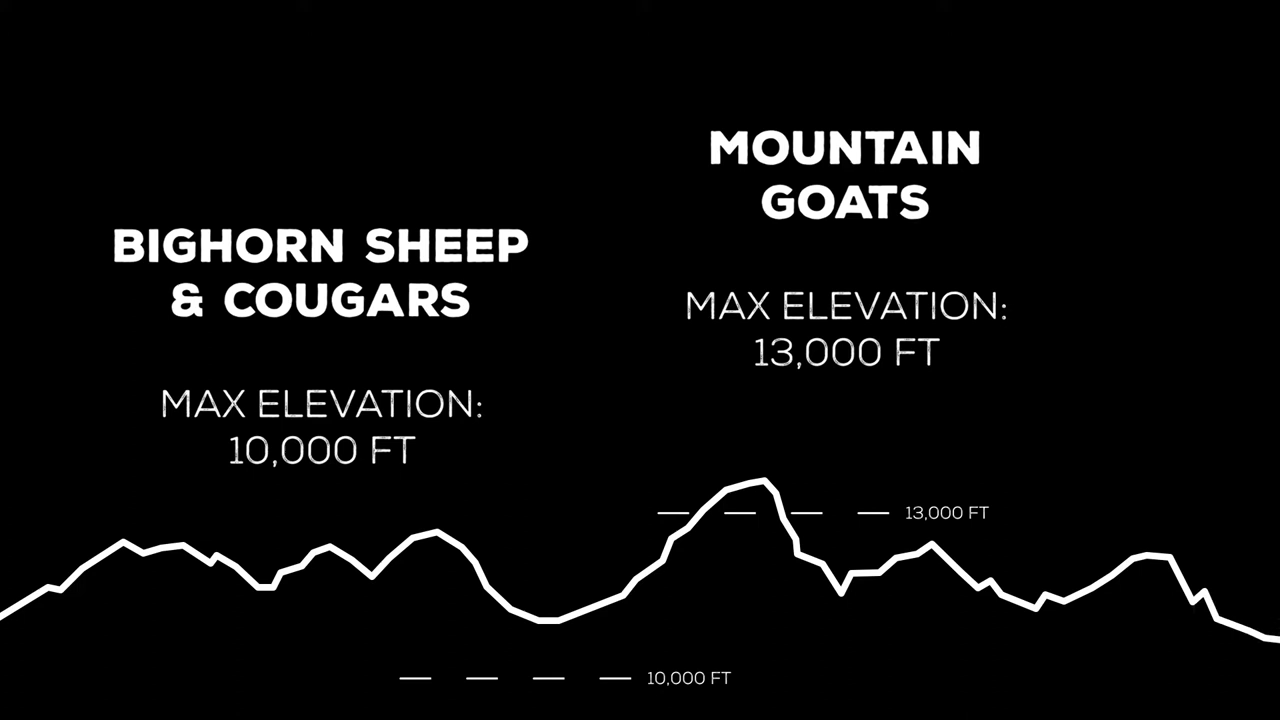 BIGHORN SHEEP
& COUGARS
MAX ELEVATION:
10,000 FT
MOUNTAIN
GOATS
MAX ELEVATION:
13,000 FT
13,000 FT
10,000 FT